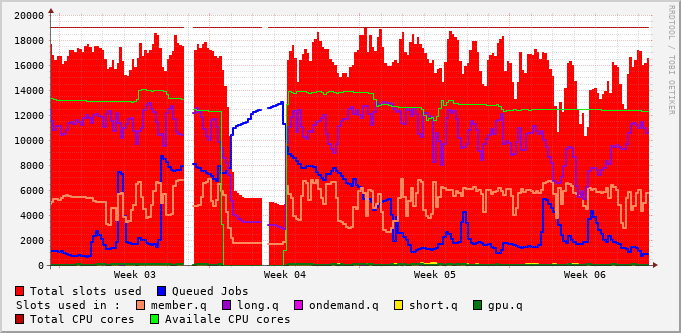 20000
18000
16000
14000
12000
10000
8000
6000
4000
2000
0
Week 03 Week 04 Week 05 Week 06
Total slots used Queued Jobs
Slots used in : member.q long.q ondemand.q short.q gpu.q
Total CPU cores Availale CPU cores
RRDTOOL / TOBI OETIKER